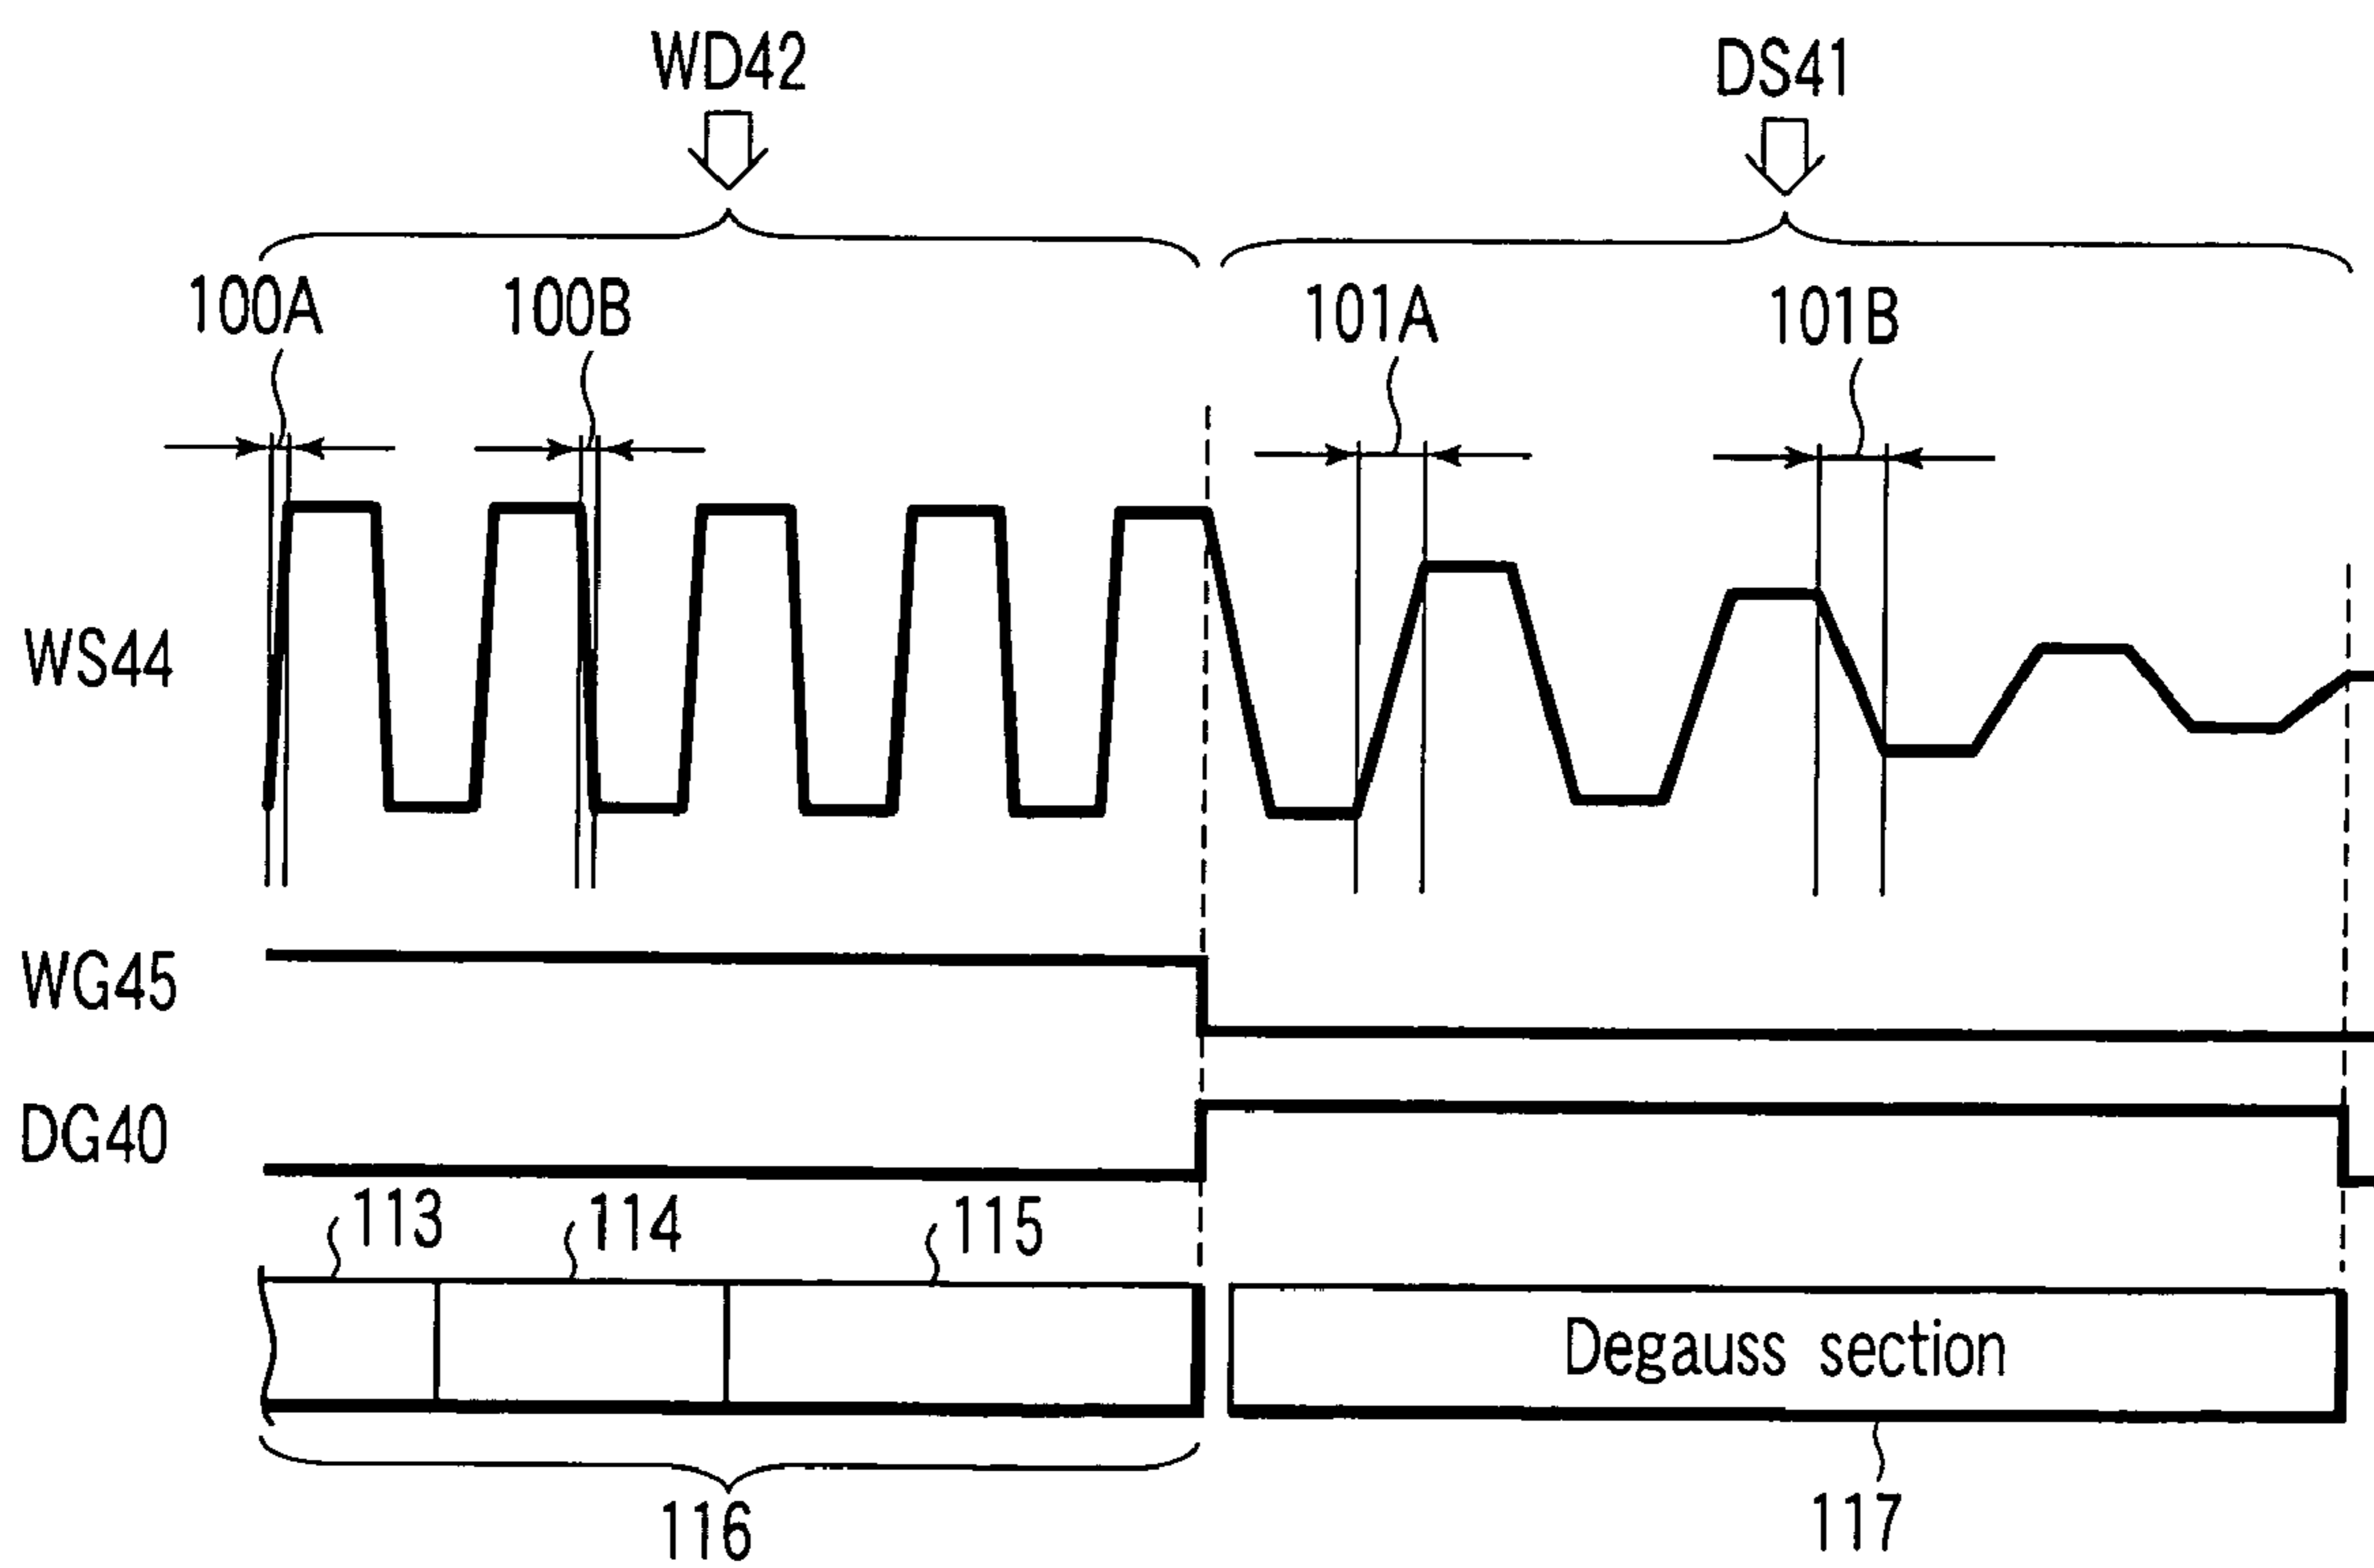 WD42 DS41
100A 100B 101A 101B
WS44
WG45
DG40
113 114 115
Degauss section
116 117